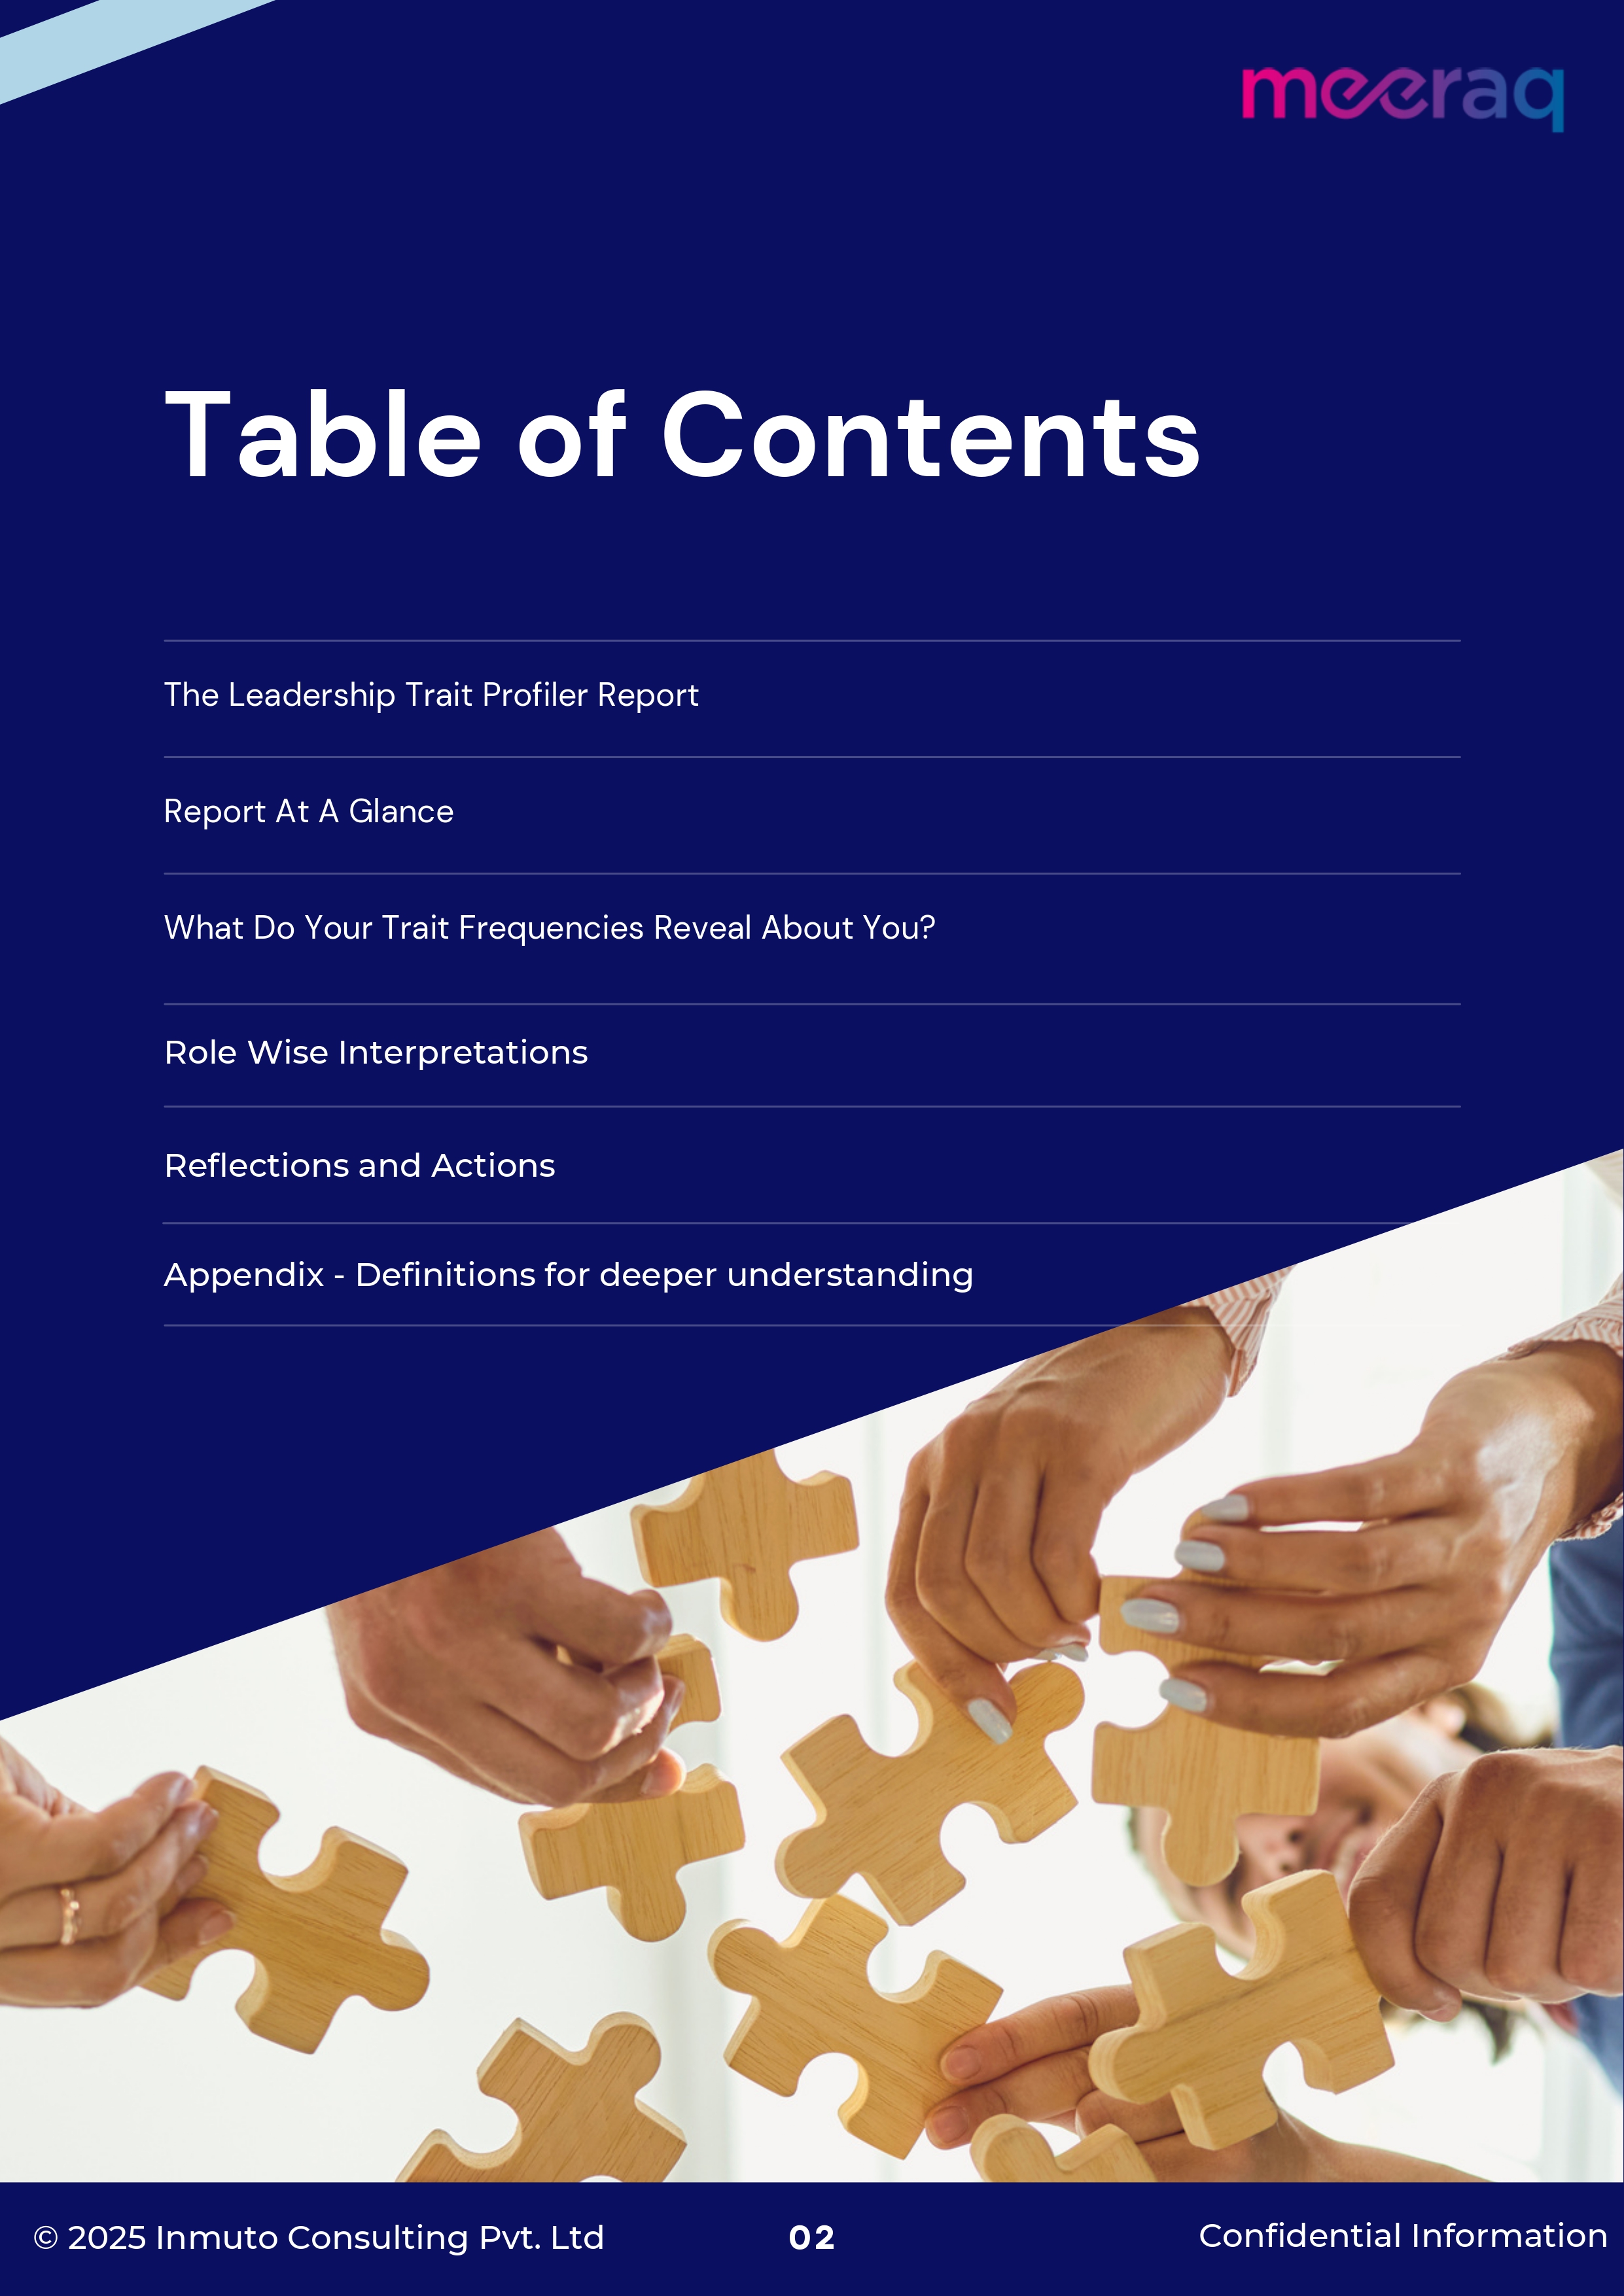 meeraq
Table of Contents
The Leadership Trait Profiler Report
Report At A Glance
What Do Your Trait Frequencies Reveal About You?
Role Wise Interpretations
Reflections and Actions
Appendix - Definitions for deeper understanding
© 2025 Inmuto Consulting Pvt. Ltd
02
Confidential Information